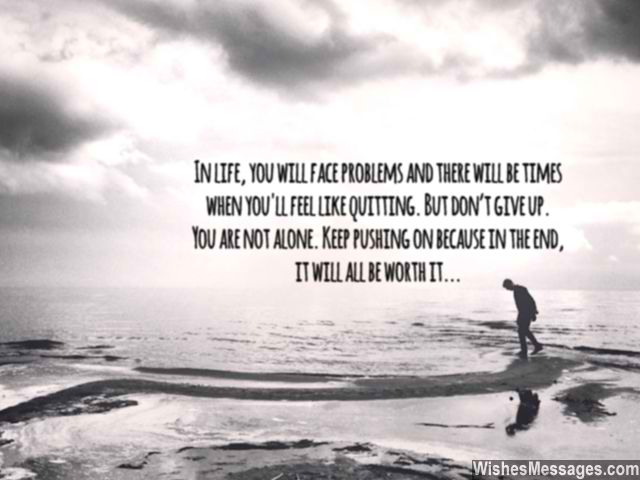 In life, you will face problems and there will be times
when you'll feel like quitting. But don't give up.
You are not alone. Keep pushing on because in the end,
it will all be worth it...
WishesMessages.com